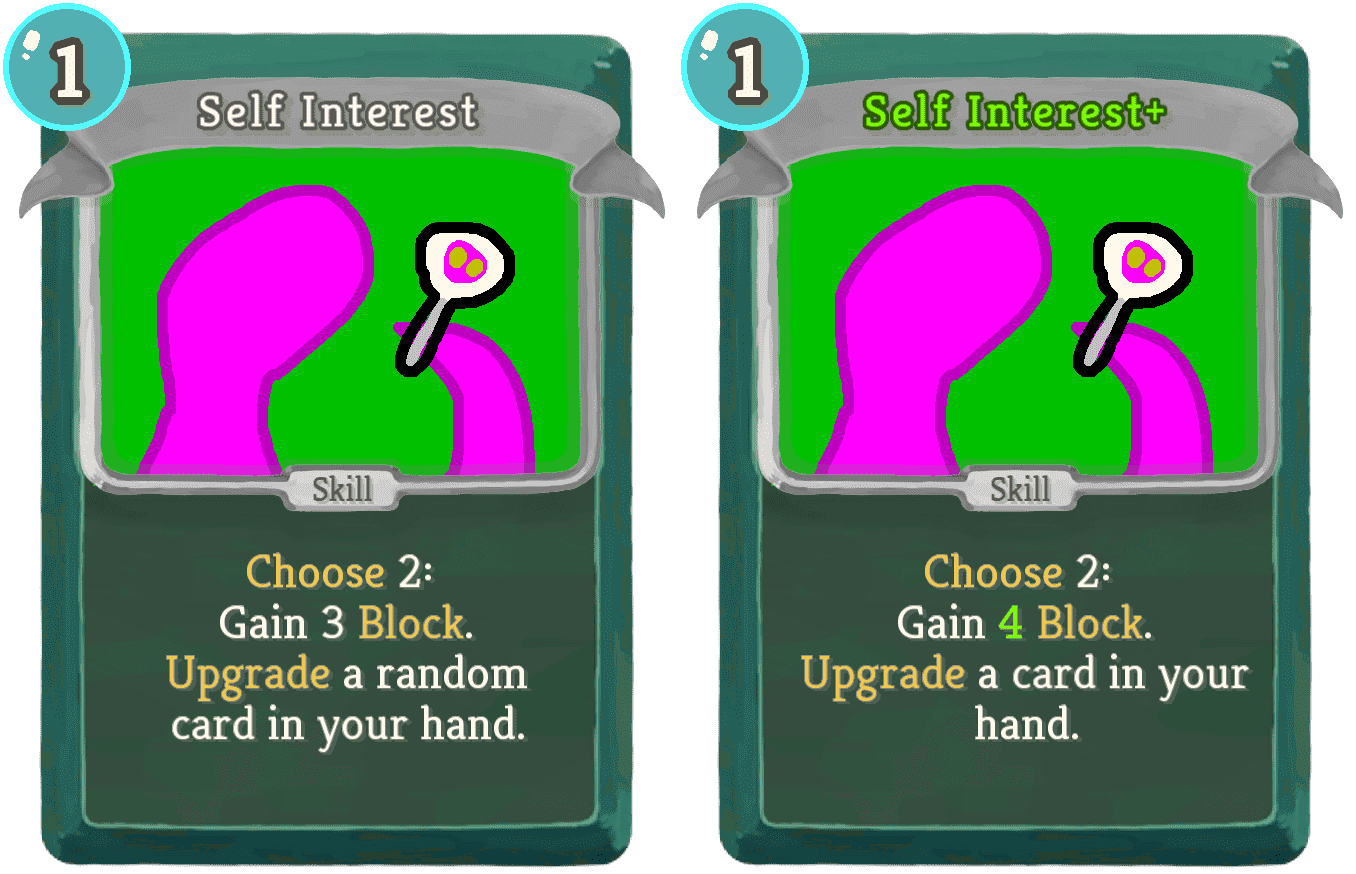 1
Self Interest
Skill
Choose 2:
Gain 3 Block.
Upgrade a random
card in your hand.
1
Self Interest+
Skill
Choose 2:
Gain 4 Block.
Upgrade a card in your
hand.